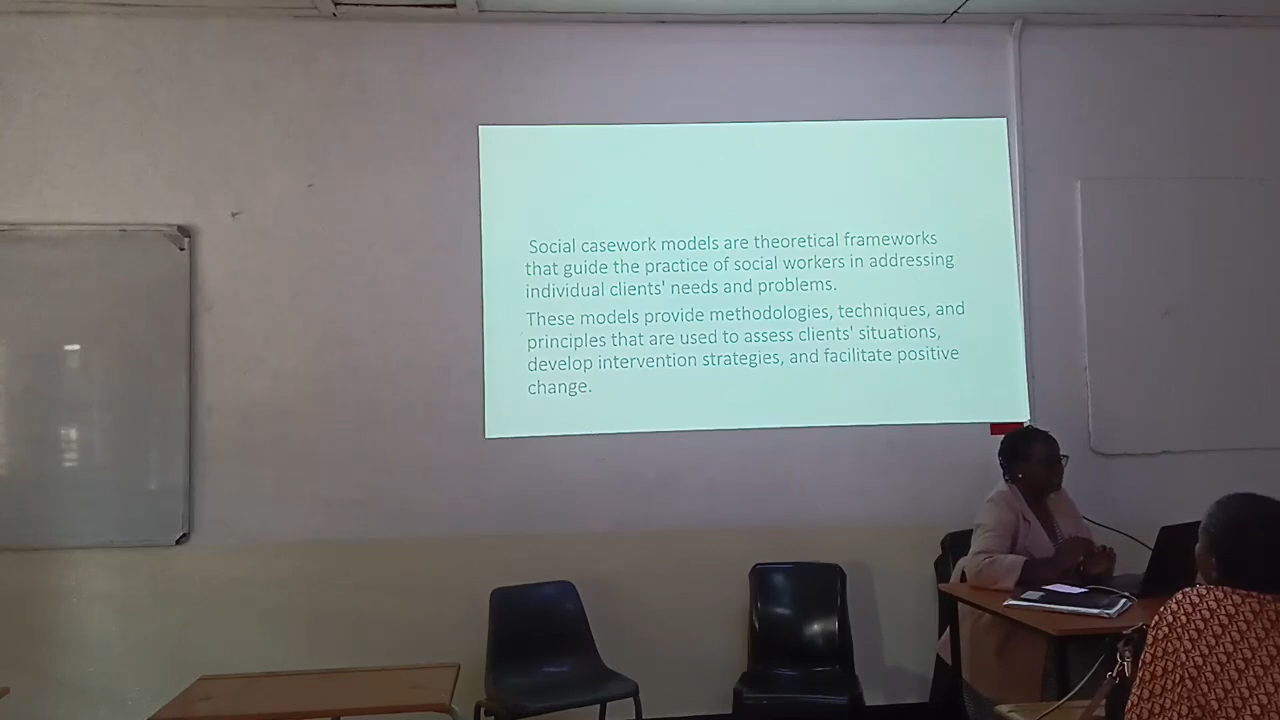 Social casework models are theoretical frameworks
that guide the practice of social workers in addressing
individual clients' needs and problems.
These models provide methodologies, techniques, and
principles that are used to assess clients' situations,
develop intervention strategies, and facilitate positive
change.